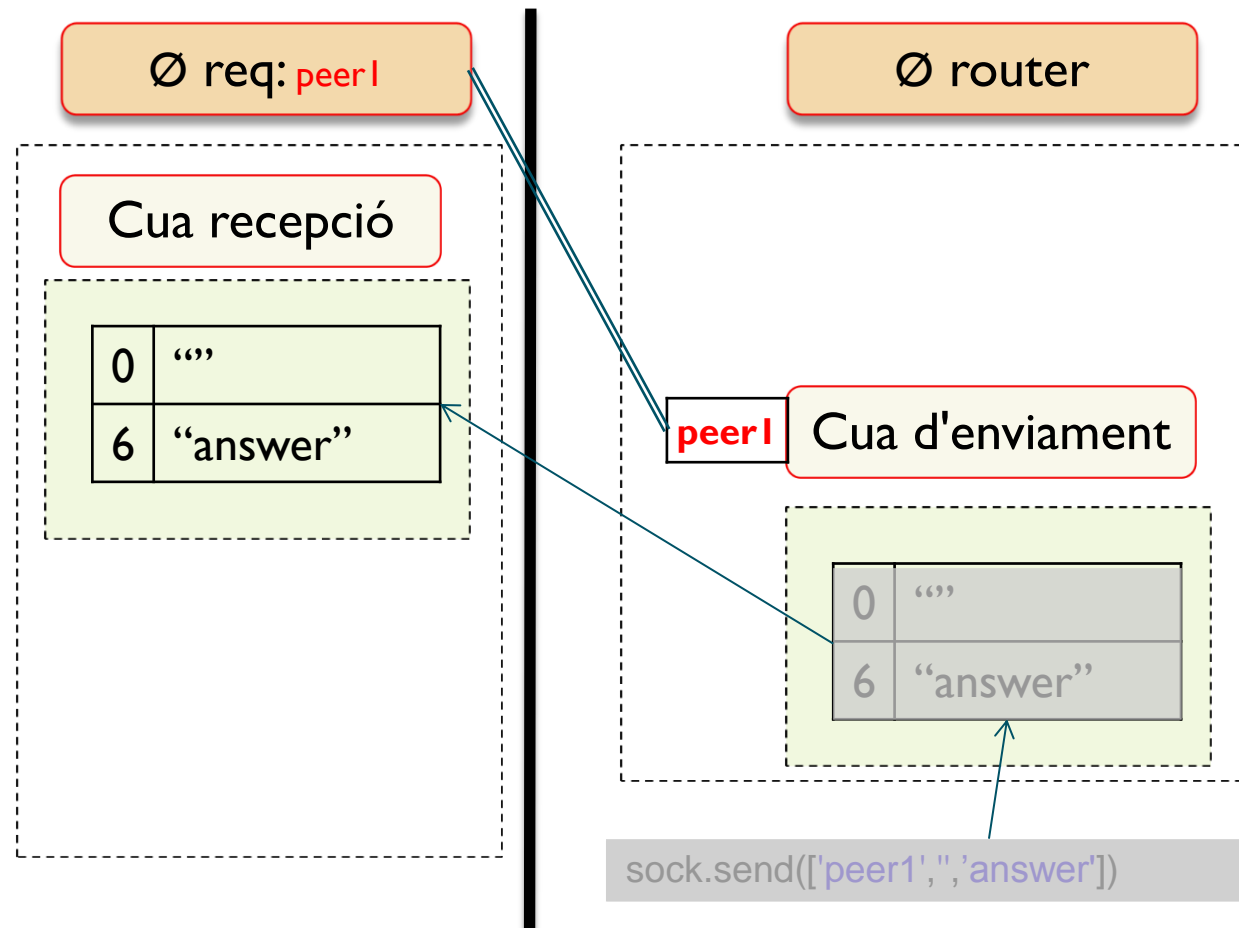 Ø req: peer1
Ø router
Cua recepció
0 “”
6 “answer”
peer1
Cua d'enviament
0 “”
6 “answer”
sock.send(['peer1','',’answer'])